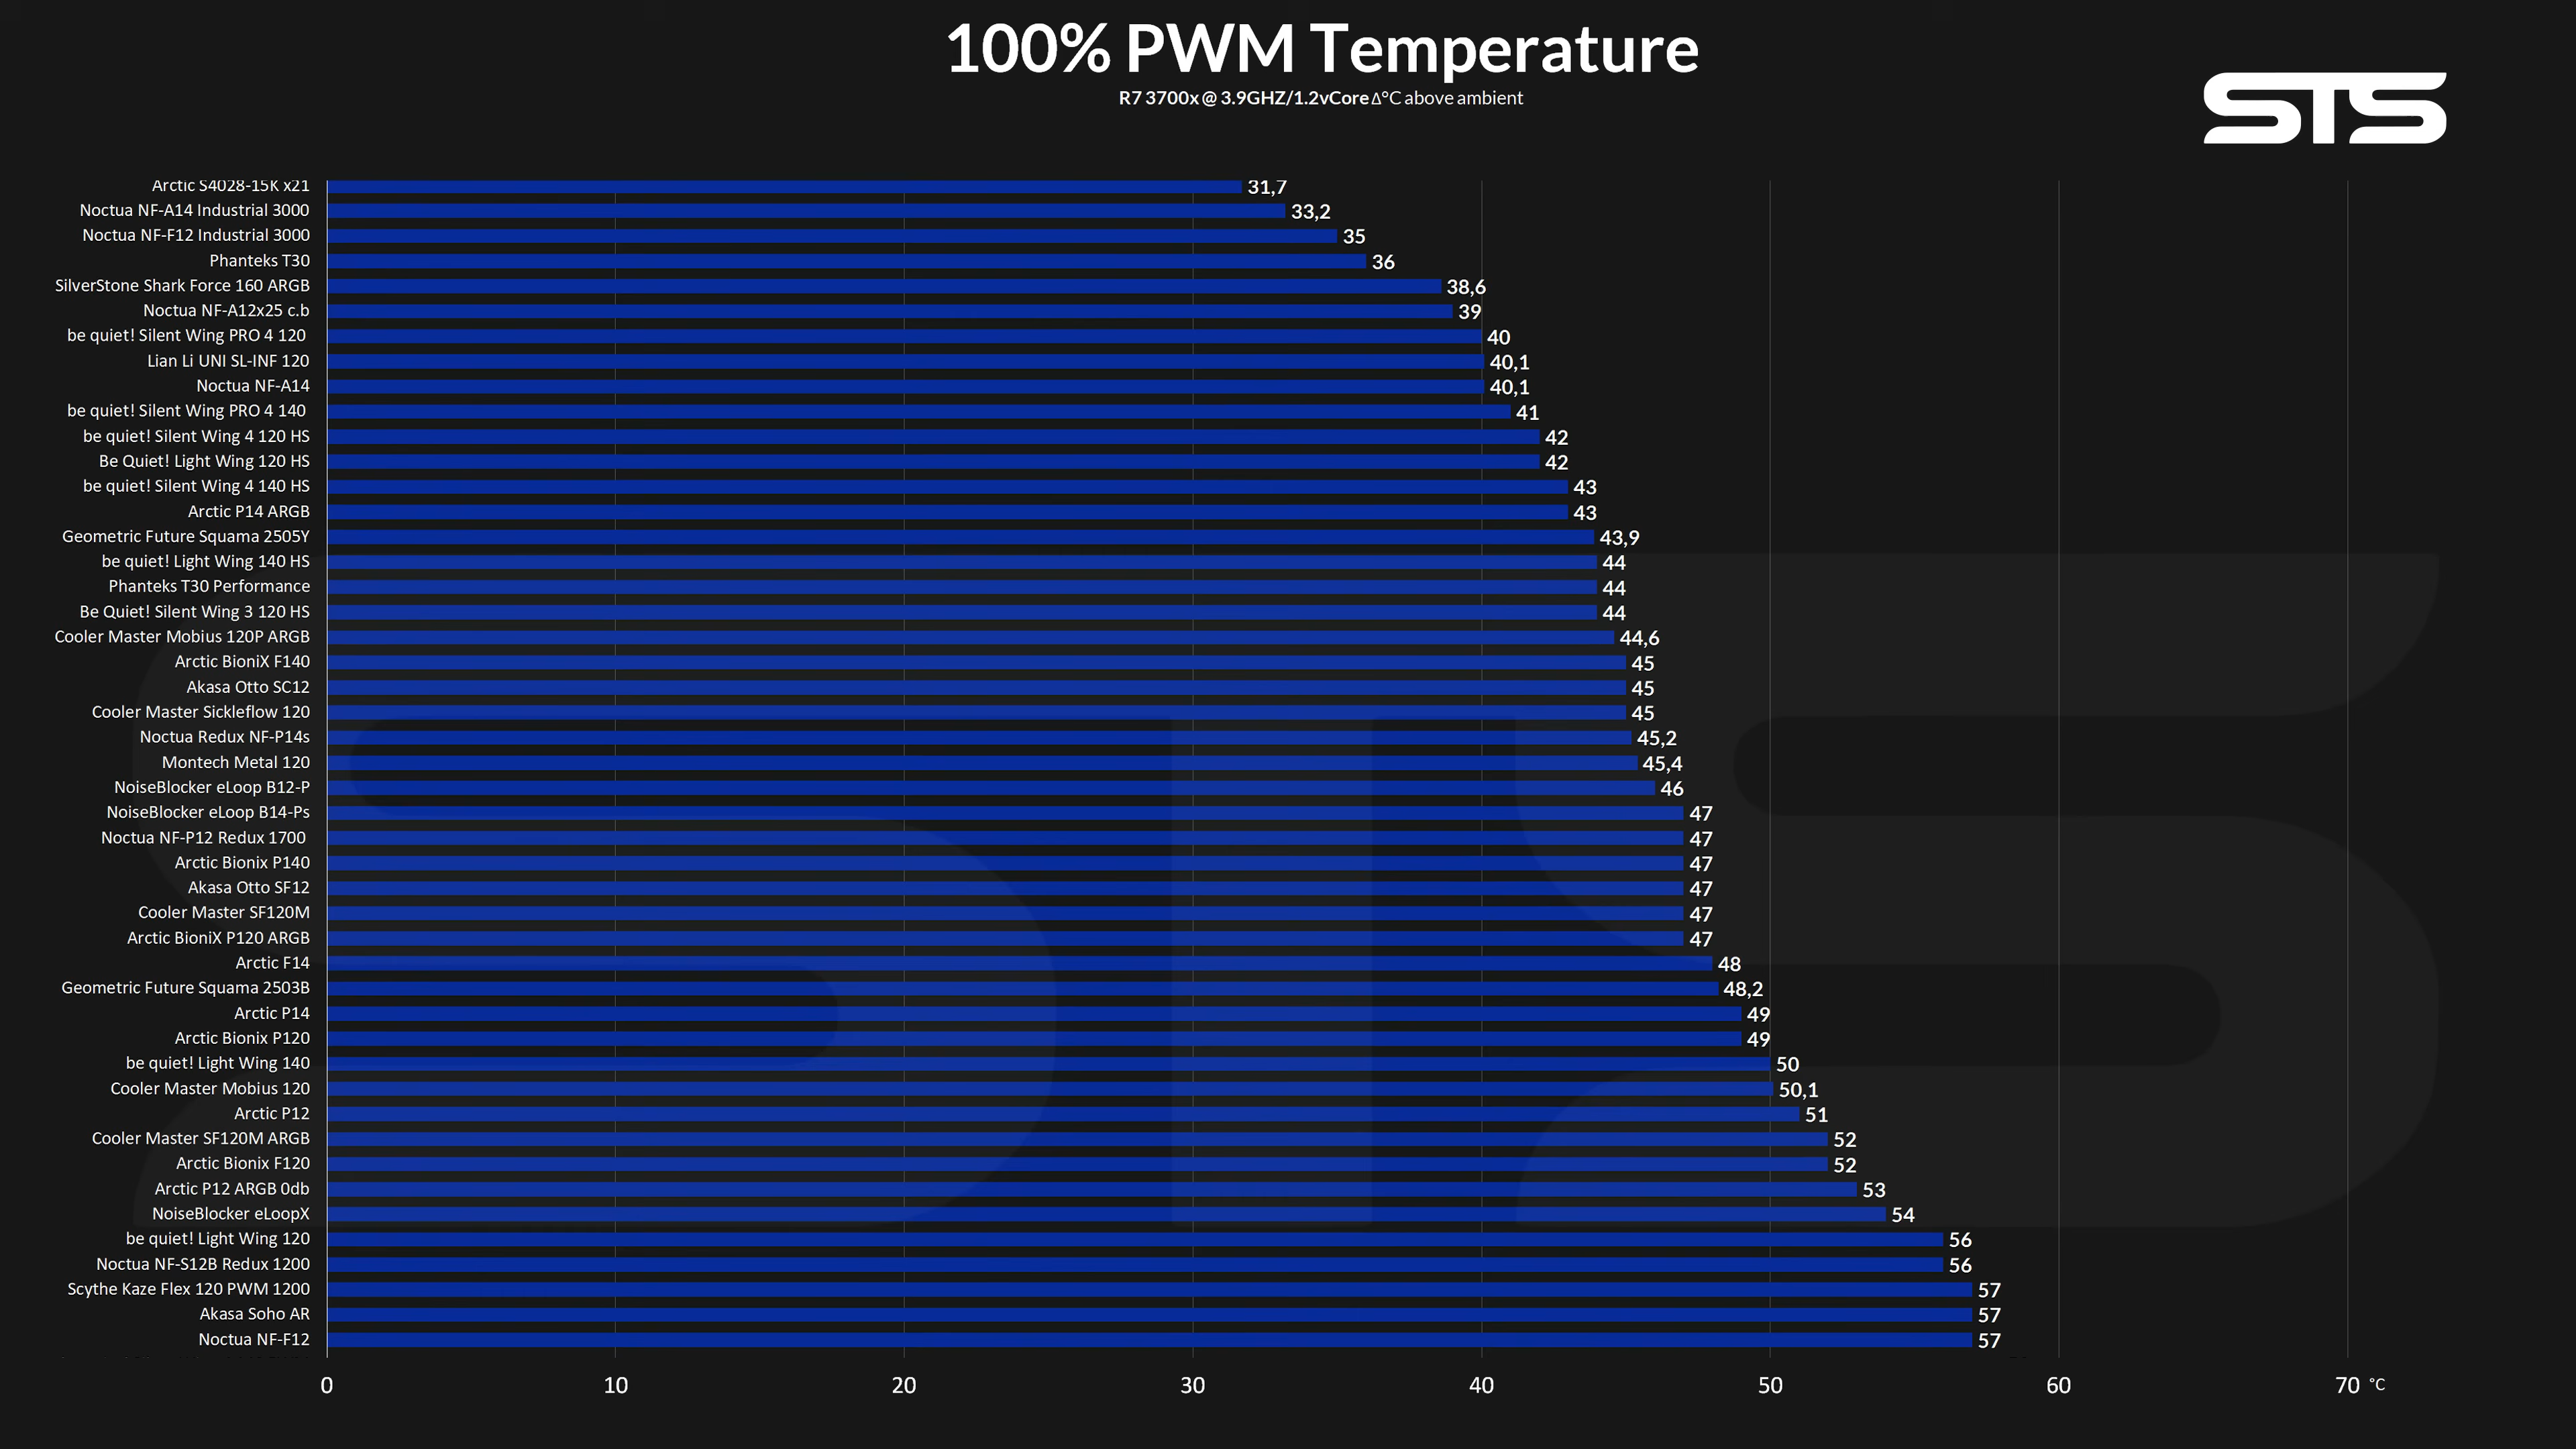 100% PWM Temperature
R7 3700x @ 3.9GHZ/1.2vCore Δ°C above ambient
STS
Arctic S4028-15K x21 31,7
Noctua NF-A14 Industrial 3000 33,2
Noctua NF-F12 Industrial 3000 35
Phanteks T30 36
SilverStone Shark Force 160 ARGB 38,6
Noctua NF-A12x25 c.b 39
be quiet! Silent Wing PRO 4 120 40
Lian Li UNI SL-INF 120 40,1
Noctua NF-A14 40,1
be quiet! Silent Wing PRO 4 140 41
be quiet! Silent Wing 4 120 HS 42
Be Quiet! Light Wing 120 HS 42
be quiet! Silent Wing 4 140 HS 43
Arctic P14 ARGB 43
Geometric Future Squama 2505Y 43,9
be quiet! Light Wing 140 HS 44
Phanteks T30 Performance 44
Be Quiet! Silent Wing 3 120 HS 44
Cooler Master Mobius 120P ARGB 44,6
Arctic BioniX F140 45
Akasa Otto SC12 45
Cooler Master Sickleflow 120 45
Noctua Redux NF-P14s 45,2
Montech Metal 120 45,4
NoiseBlocker eLoop B12-P 46
NoiseBlocker eLoop B14-Ps 47
Noctua NF-P12 Redux 1700 47
Arctic Bionix P140 47
Akasa Otto SF12 47
Cooler Master SF120M 47
Arctic BioniX P120 ARGB 47
Arctic F14 48
Geometric Future Squama 2503B 48,2
Arctic P14 49
Arctic Bionix P120 49
be quiet! Light Wing 140 50
Cooler Master Mobius 120 50,1
Arctic P12 51
Cooler Master SF120M ARGB 52
Arctic Bionix F120 52
Arctic P12 ARGB 0db 53
NoiseBlocker eLoopX 54
be quiet! Light Wing 120 56
Noctua NF-S12B Redux 1200 56
Scythe Kaze Flex 120 PWM 1200 57
Akasa Soho AR 57
Noctua NF-F12 57
0 10 20 30 40 50 60 70 °C